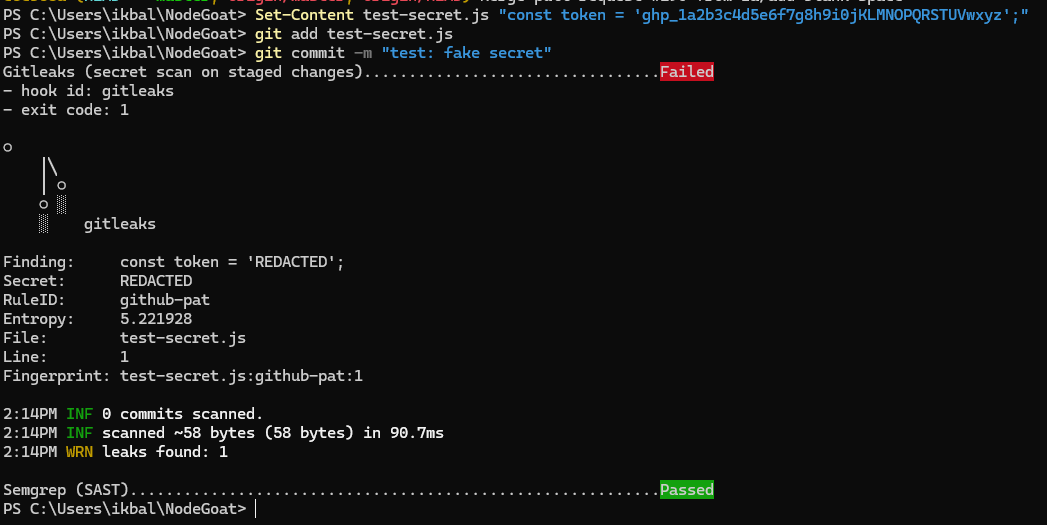 PS C:\Users\ikbal\NodeGoat> Set-Content test-secret.js "const token = 'ghp_1a2b3c4d5e6f7g8h9i0jKLMNOPQRSTUVwxyz';"
PS C:\Users\ikbal\NodeGoat> git add test-secret.js
PS C:\Users\ikbal\NodeGoat> git commit -m "test: fake secret"
Gitleaks (secret scan on staged changes).................................Failed
- hook id: gitleaks
- exit code: 1
○
│╲
│ ○
○ ░
░    gitleaks
Finding:     const token = 'REDACTED';
Secret:      REDACTED
RuleID:      github-pat
Entropy:     5.221928
File:        test-secret.js
Line:        1
Fingerprint: test-secret.js:github-pat:1
2:14PM INF 0 commits scanned.
2:14PM INF scanned ~58 bytes (58 bytes) in 90.7ms
2:14PM WRN leaks found: 1
Semgrep (SAST)...........................................................Passed
PS C:\Users\ikbal\NodeGoat>